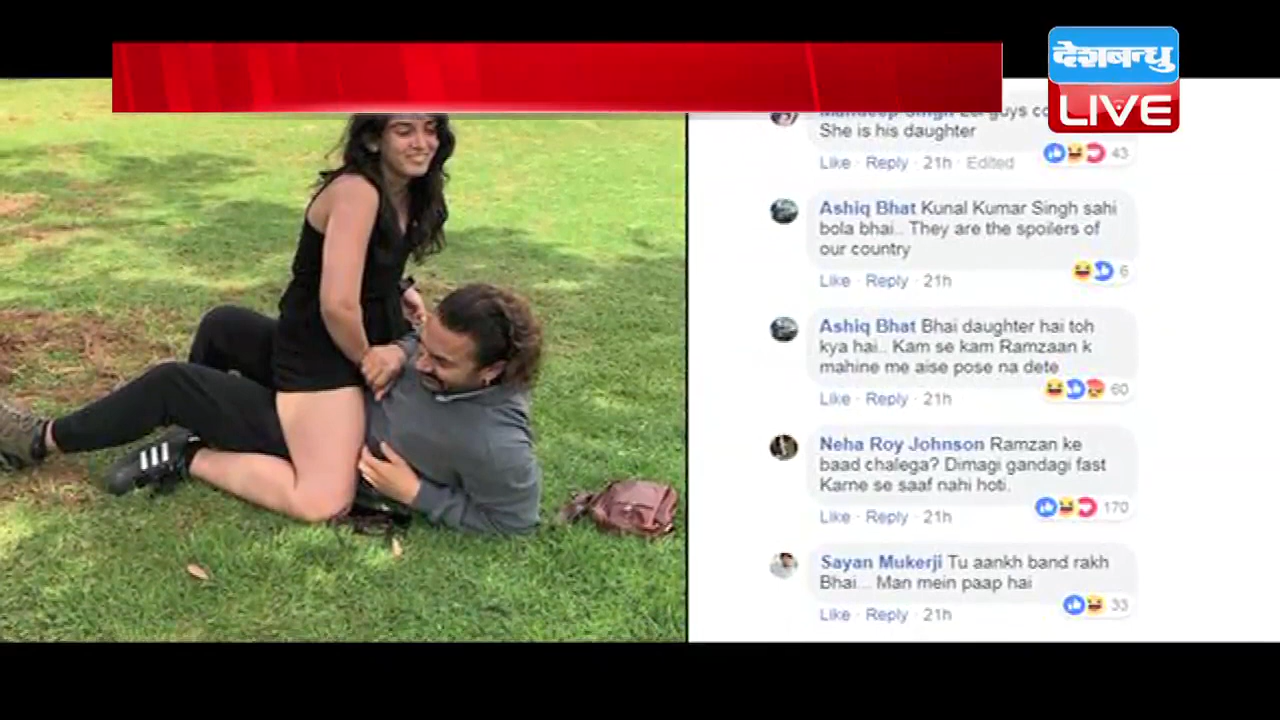 देशबन्धु
LIVE
guys
She is his daughter
Like · Reply · 21h · Edited
43
Ashiq Bhat Kunal Kumar Singh sahi
bola bhai.. They are the spoilers of
our country
6
Like · Reply · 21h
Ashiq Bhat Bhai daughter hai toh
kya hai.. Kam se kam Ramzaan k
mahine me aise pose na dete
60
Like · Reply · 21h
Neha Roy Johnson Ramzan ke
baad chalega? Dimagi gandagi fast
Karne se saaf nahi hoti.
170
Like · Reply · 21h
Sayan Mukerji Tu aankh band rakh
Bhai... Man mein paap hai
33
Like · Reply · 21h